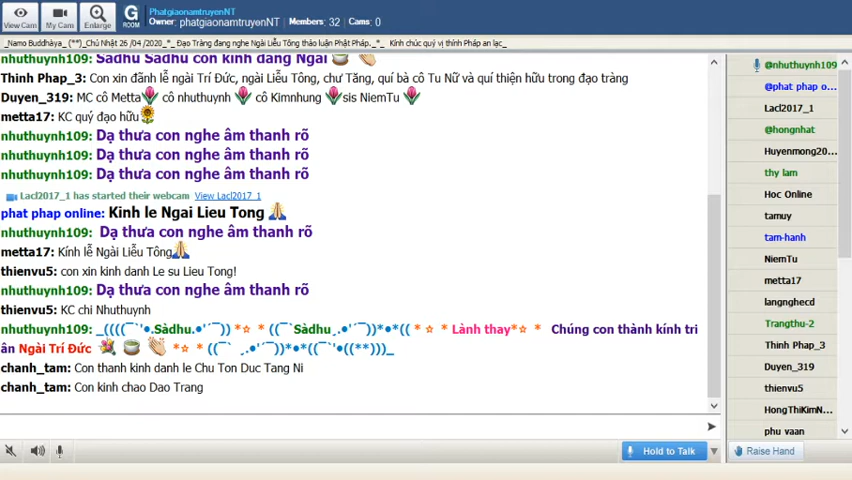 PhatgiaonamtruyenNT
Owner: phatgiaonamtruyenNT Members: 32 Cams: 0
View Cam My Cam Enlarge G ROOM
_Namo Buddhàya_ (**)_Chủ Nhật 26 /04 /2020_*_ Đạo Tràng đang nghe Ngài Liễu Tông thảo luận Phật Pháp._*_ Kính chúc quý vị thính Pháp an lạc_
nhuthuynh109: Sadhu Sadhu con kính đang Ngài
Thinh Phap_3: Con xin đãnh lễ ngài Trí Đức, ngài Liễu Tông, chư Tăng, quí bà cô Tu Nữ và quí thiện hữu trong đạo tràng
Duyen_319: MC cô Metta cô nhuthuynh cô Kimnhung sis NiemTu
metta17: KC quý đạo hữu
nhuthuynh109: Dạ thưa con nghe âm thanh rõ
nhuthuynh109: Dạ thưa con nghe âm thanh rõ
nhuthuynh109: Dạ thưa con nghe âm thanh rõ
Lacl2017_1 has started their webcam View Lacl2017_1
phat phap online: Kinh le Ngai Lieu Tong
nhuthuynh109: Dạ thưa con nghe âm thanh rõ
metta17: Kính lễ Ngài Liễu Tông
thienvu5: con xin kinh danh Le su Lieu Tong!
nhuthuynh109: Dạ thưa con nghe âm thanh rõ
thienvu5: KC chi Nhuthuynh
nhuthuynh109: _((((¯`'•.Sàdhu.•'´¯)) *☆ * ((¯`Sàdhu¸.•'´¯))*•*(( * ☆ * Lành thay*☆ * Chúng con thành kính tri
ân Ngài Trí Đức *☆ * ((¯` ¸.•'´¯))*•*((¯`'•((**)))_
chanh_tam: Con thanh kinh danh le Chu Ton Duc Tang Ni
chanh_tam: Con kinh chao Dao Trang
@nhuthuynh109
@phat phap o...
Lacl2017_1
@hongnhat
Huyenmong20...
thy lam
Hoc Online
tamuy
tam-hanh
NiemTu
metta17
langnghecd
Trangthu-2
Thinh Phap_3
Duyen_319
thienvu5
HongThiKimN...
phu vaan
Hold to Talk
Raise Hand